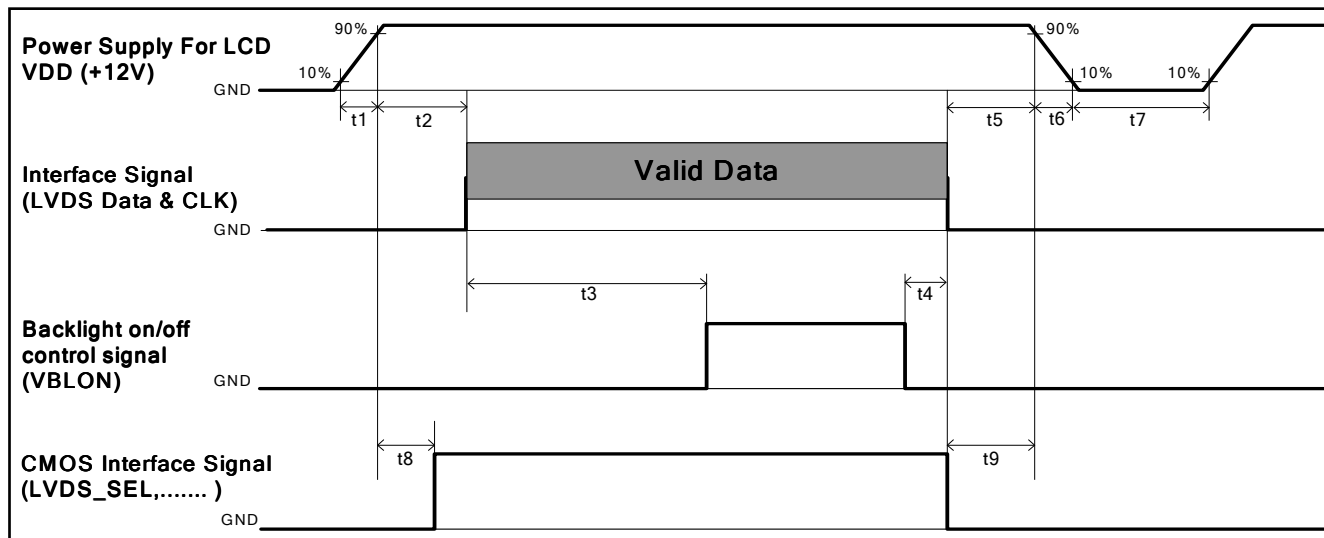 Power Supply For LCD
VDD (+12V)
90%
10%
GND
t1
t2
t5
90%
t6
10%
t7
10%
Interface Signal
(LVDS Data & CLK)
Valid Data
GND
t3
t4
Backlight on/off
control signal
(VBLON)
GND
t8
t9
CMOS Interface Signal
(LVDS_SEL,....... )
GND